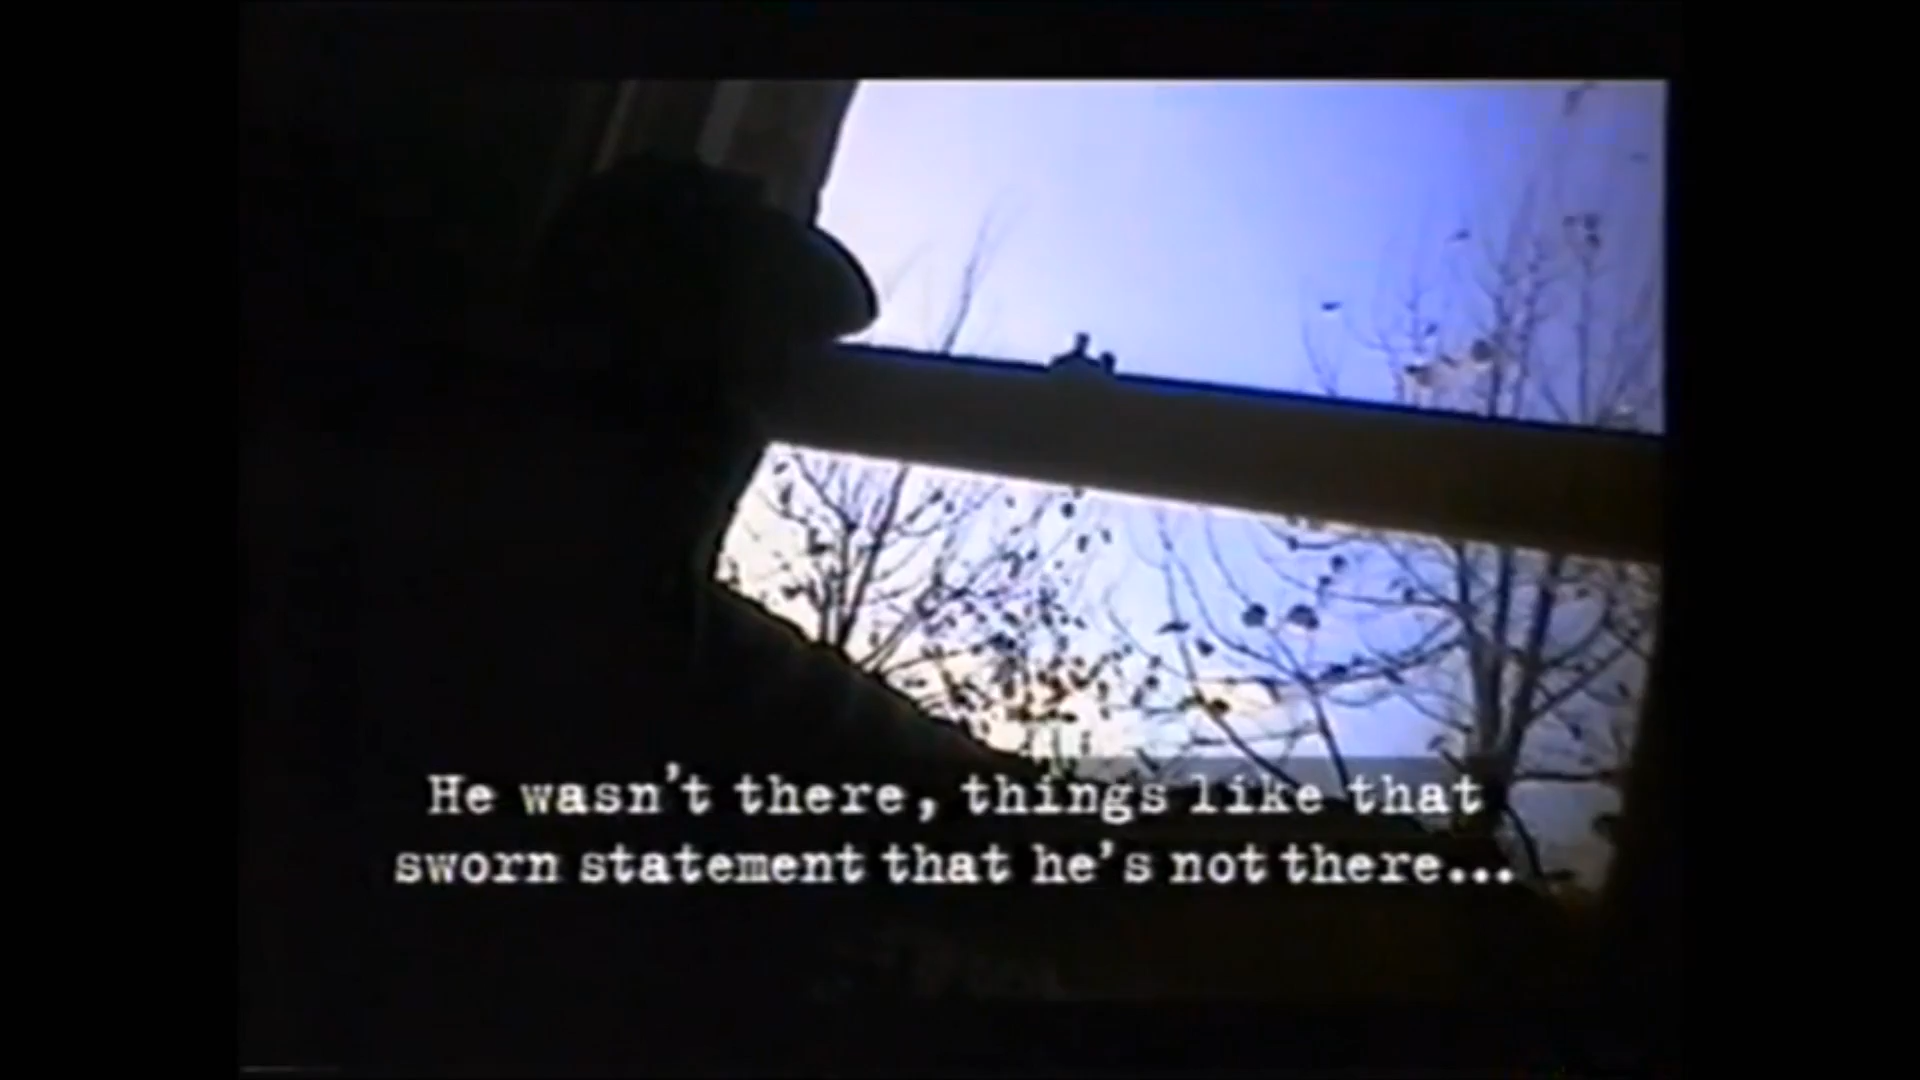 He wasn't there, things like that
sworn statement that he's not there...